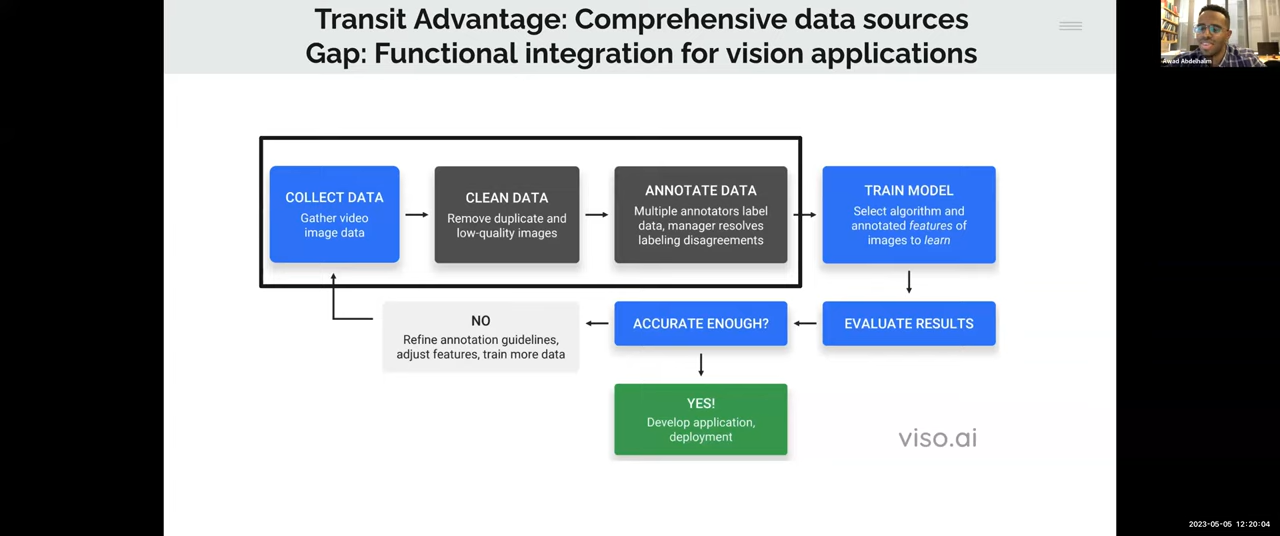 Transit Advantage: Comprehensive data sources
Gap: Functional integration for vision applications
Awad Abdelhalim
COLLECT DATA
Gather video
image data
CLEAN DATA
Remove duplicate and
low-quality images
ANNOTATE DATA
Multiple annotators label
data, manager resolves
labeling disagreements
TRAIN MODEL
Select algorithm and
annotated features of
images to learn
NO
Refine annotation guidelines,
adjust features, train more data
ACCURATE ENOUGH?
EVALUATE RESULTS
YES!
Develop application,
deployment
viso.ai
2023-05-05 12:20:04